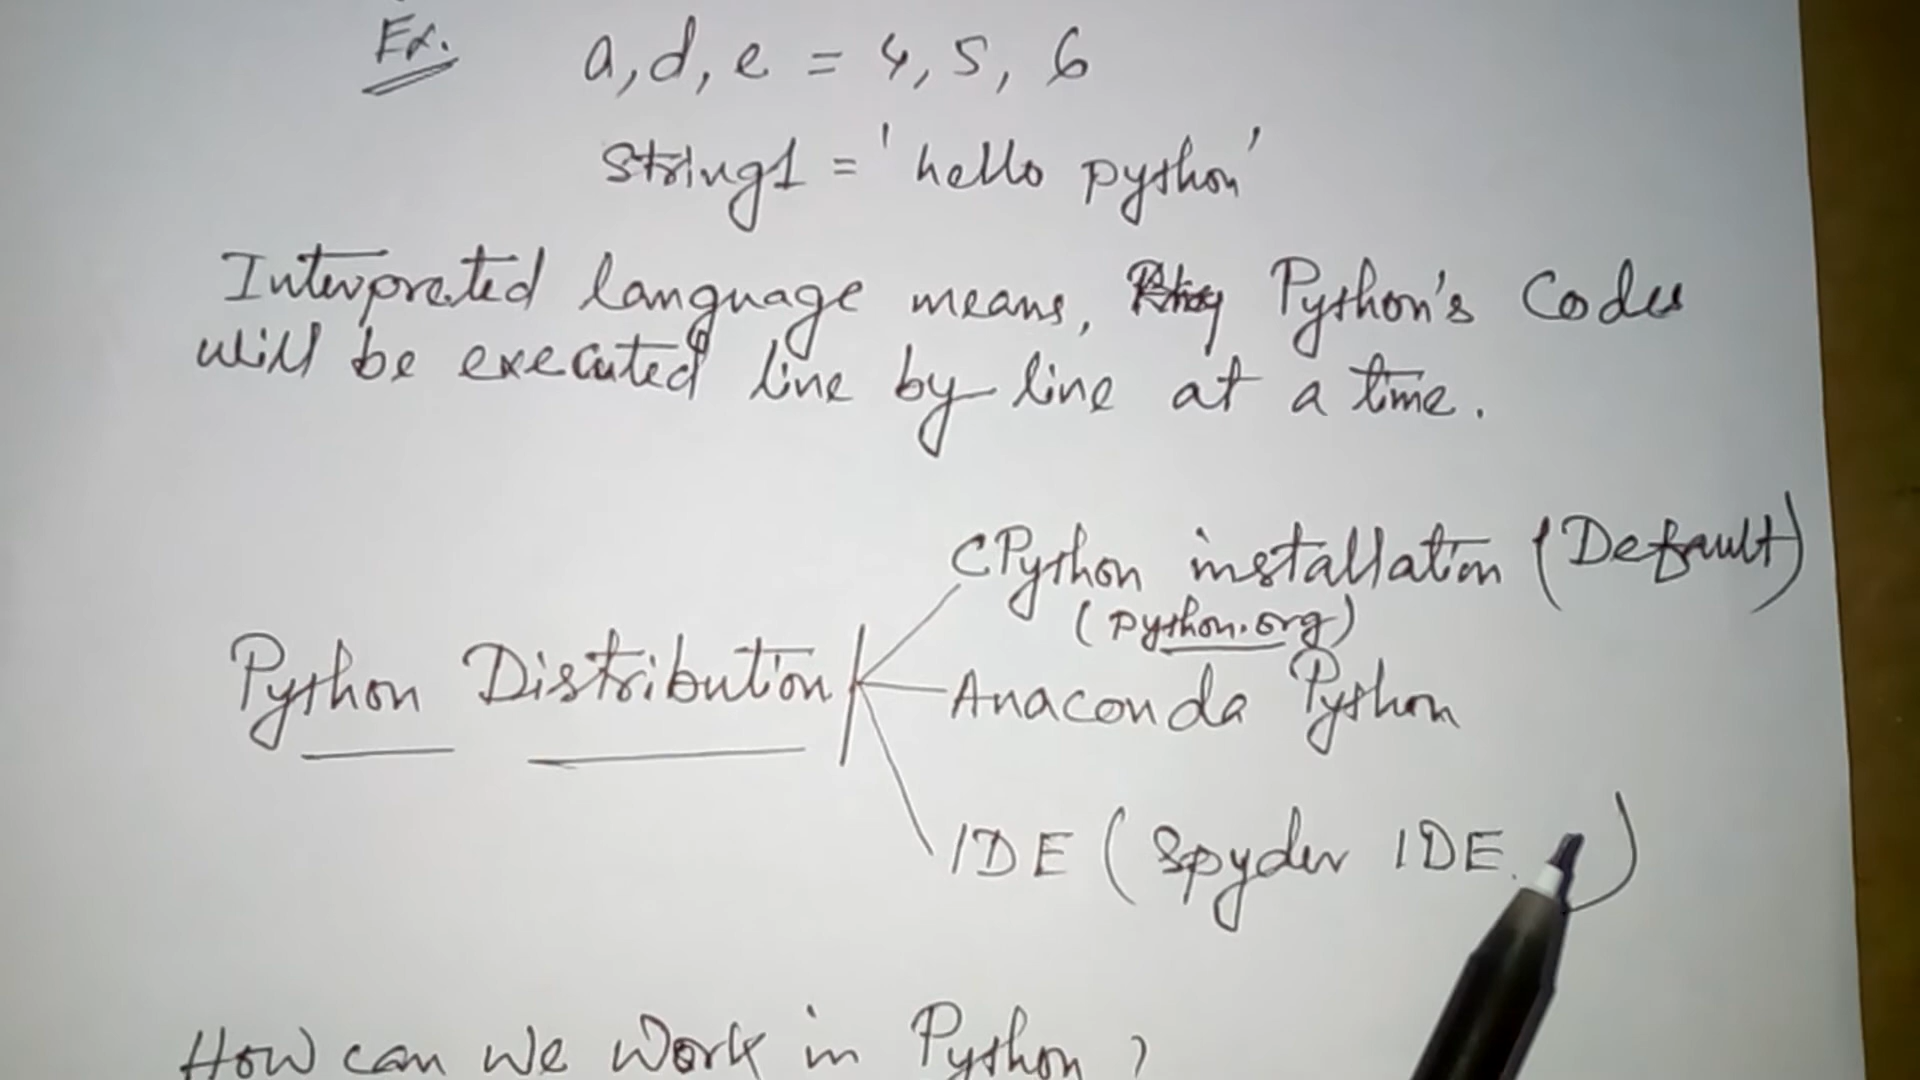 Ex. a, d, e = 4, 5, 6
string1 = 'hello python'
Interpreted language means, Python's Codes
will be executed line by line at a time.
CPython installation (Default)
(python.org)
Python Distribution
Anaconda Python
IDE (Spyder IDE. )
How can we work in Python?